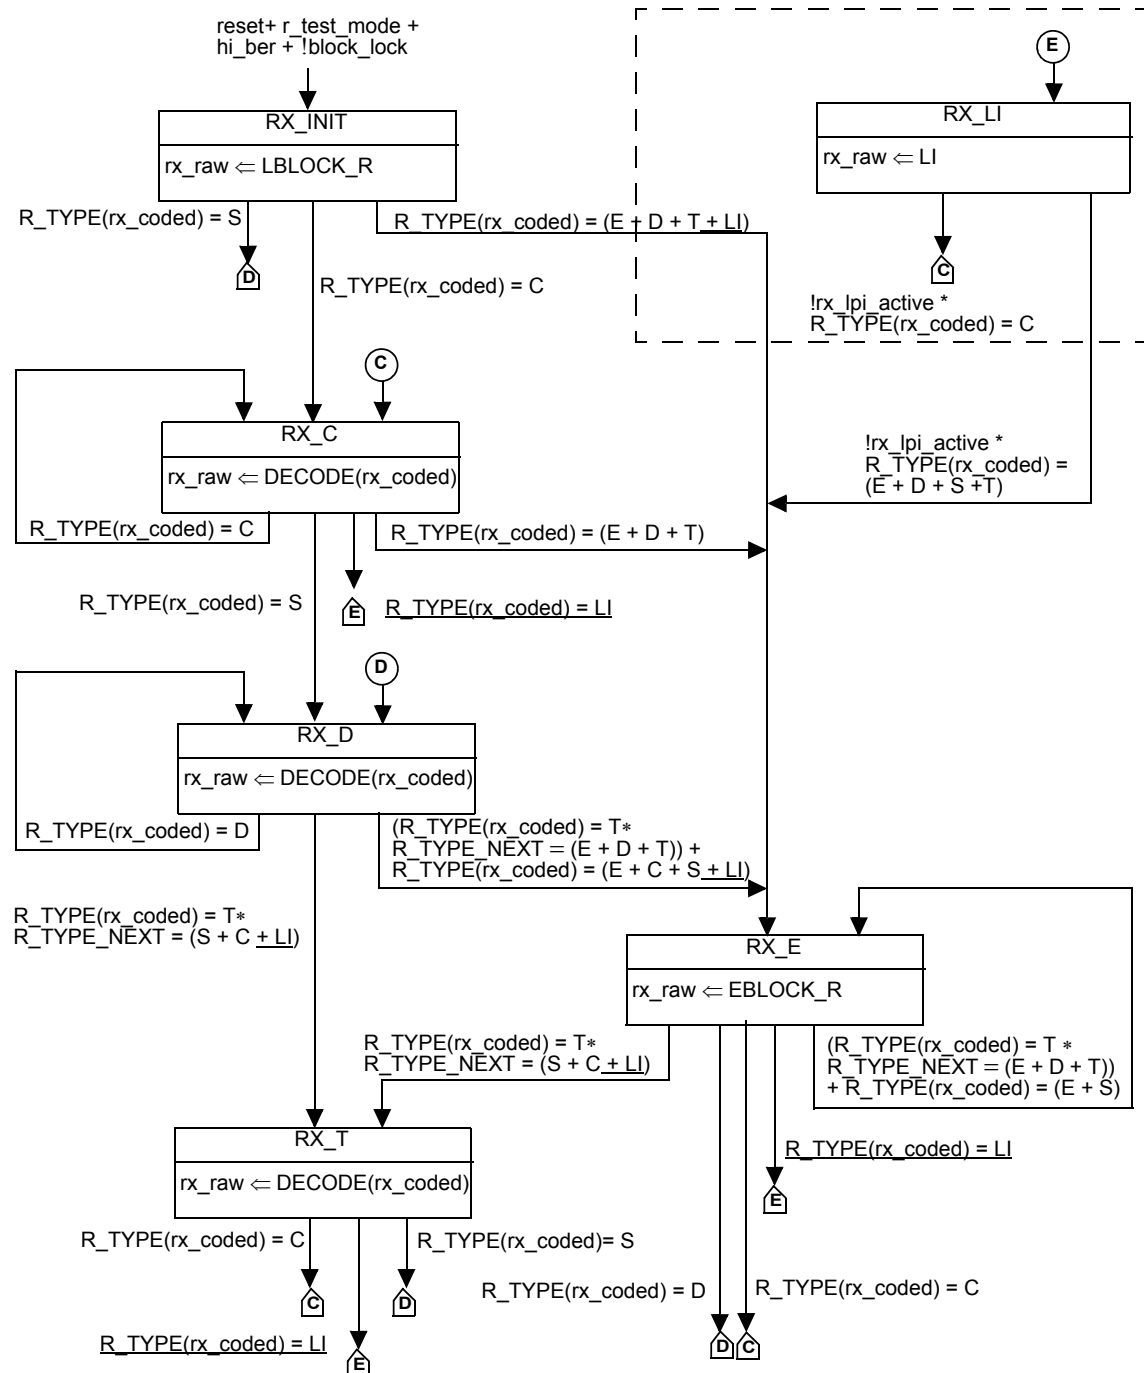 reset+ r_test_mode +
hi_ber + !block_lock
RX_INIT
rx_raw ⇐ LBLOCK_R
R_TYPE(rx_coded) = S
D
R_TYPE(rx_coded) = C
R_TYPE(rx_coded) = (E + D + T + LI)
E
RX_LI
rx_raw ⇐ LI
C
!rx_lpi_active *
R_TYPE(rx_coded) = C
!rx_lpi_active *
R_TYPE(rx_coded) =
(E + D + S +T)
C
RX_C
rx_raw ⇐ DECODE(rx_coded)
R_TYPE(rx_coded) = C
R_TYPE(rx_coded) = (E + D + T)
R_TYPE(rx_coded) = S
E
R_TYPE(rx_coded) = LI
D
RX_D
rx_raw ⇐ DECODE(rx_coded)
R_TYPE(rx_coded) = D
(R_TYPE(rx_coded) = T*
R_TYPE_NEXT = (E + D + T)) +
R_TYPE(rx_coded) = (E + C + S + LI)
R_TYPE(rx_coded) = T*
R_TYPE_NEXT = (S + C + LI)
RX_E
rx_raw ⇐ EBLOCK_R
R_TYPE(rx_coded) = T*
R_TYPE_NEXT = (S + C + LI)
(R_TYPE(rx_coded) = T *
R_TYPE_NEXT = (E + D + T))
+ R_TYPE(rx_coded) = (E + S)
R_TYPE(rx_coded) = LI
E
RX_T
rx_raw ⇐ DECODE(rx_coded)
R_TYPE(rx_coded) = C
R_TYPE(rx_coded)= S
C
D
R_TYPE(rx_coded) = LI
E
R_TYPE(rx_coded) = D
R_TYPE(rx_coded) = C
D
C